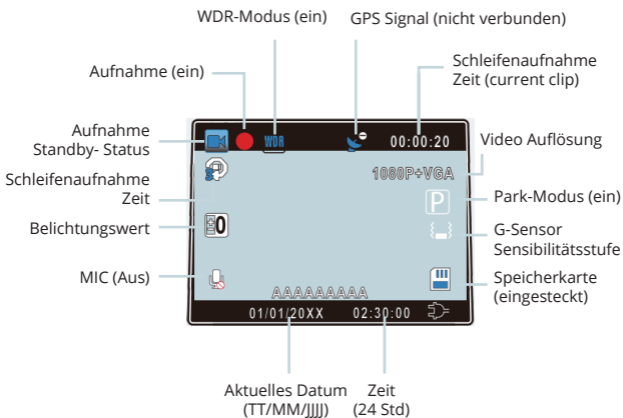 WDR-Modus (ein)
GPS Signal (nicht verbunden)
Aufnahme (ein)
Schleifenaufnahme
Zeit (current clip)
Aufnahme
Standby- Status
WDR
00:00:20
Video Auflösung
1080P+VGA
Schleifenaufnahme
Zeit
Park-Modus (ein)
P
Belichtungswert
0
G-Sensor
Sensibilitätsstufe
MIC (Aus)
Speicherkarte
(eingesteckt)
AAAAAAAAA
01/01/20XX
02:30:00
Aktuelles Datum
(TT/MM/JJJJ)
Zeit
(24 Std)